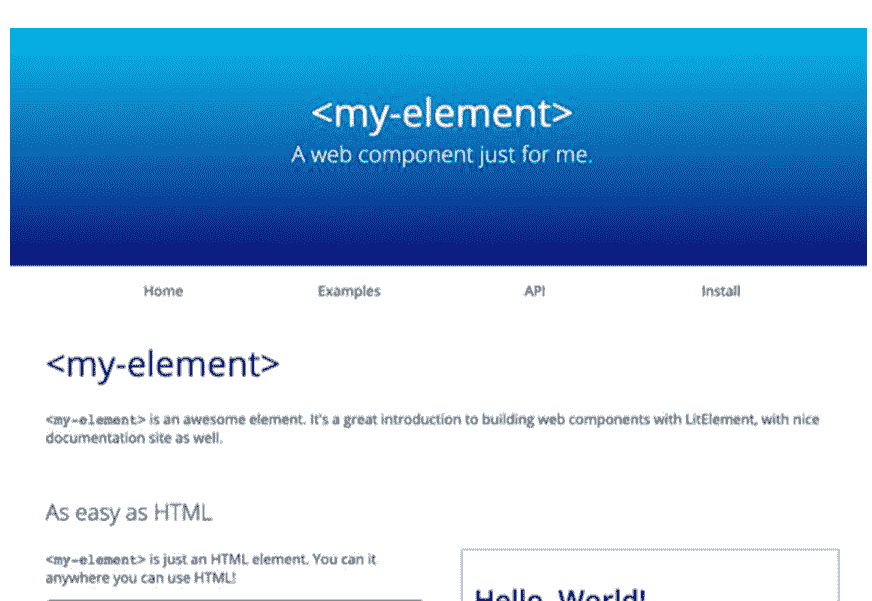 <my-element>
A web component just for me.
Home Examples API Install
<my-element>
<my-element> is an awesome element. It's a great introduction to building web components with LitElement, with nice
documentation site as well.
As easy as HTML
<my-element> is just an HTML element. You can it
anywhere you can use HTML!
Hello, World!